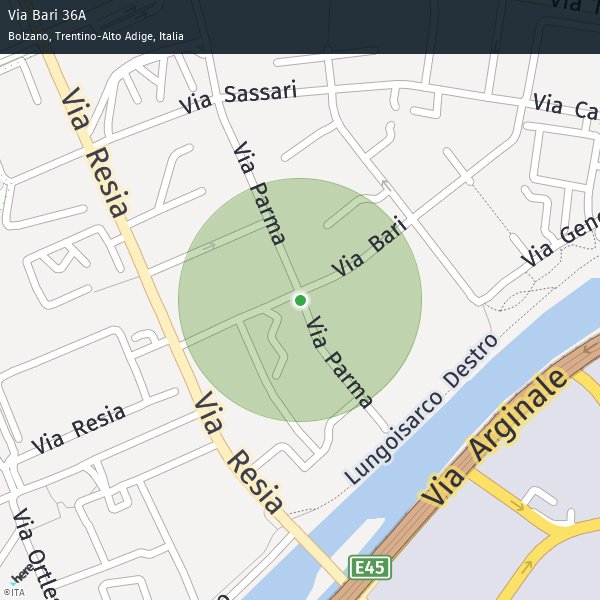 Via Bari 36A
Bolzano, Trentino-Alto Adige, Italia
Via Sassari
Via Ca
Via Resia
Via Parma
Via Bari
Via Gene
Via Parma
Lungoisarco Destro
Via Arginale
Via Resia
Via Resia
Via Ortle
E45
here
©ITA